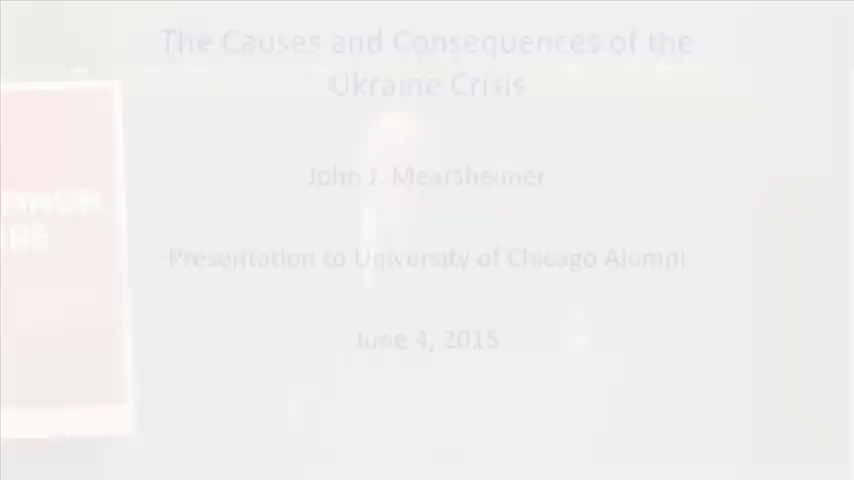 The Causes and Consequences of the
Ukraine Crisis
John J. Mearsheimer
Presentation to University of Chicago Alumni
June 4, 2015